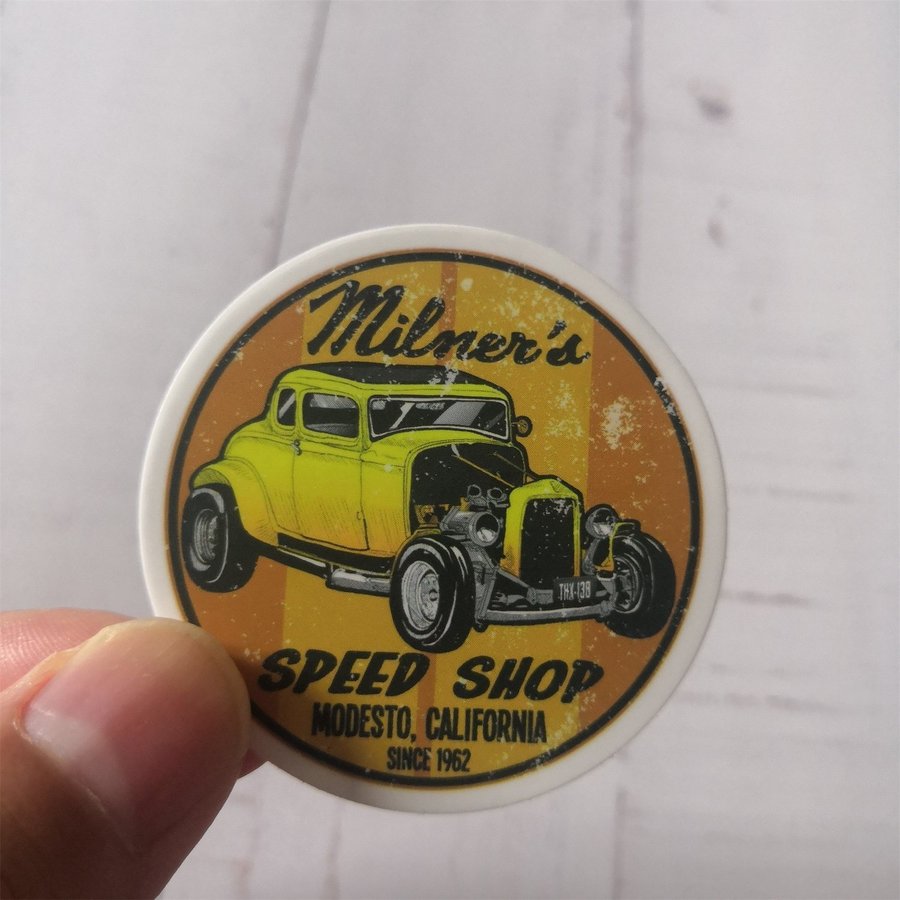 Milner's
THX-138
SPEED SHOP
MODESTO, CALIFORNIA
SINCE 1962